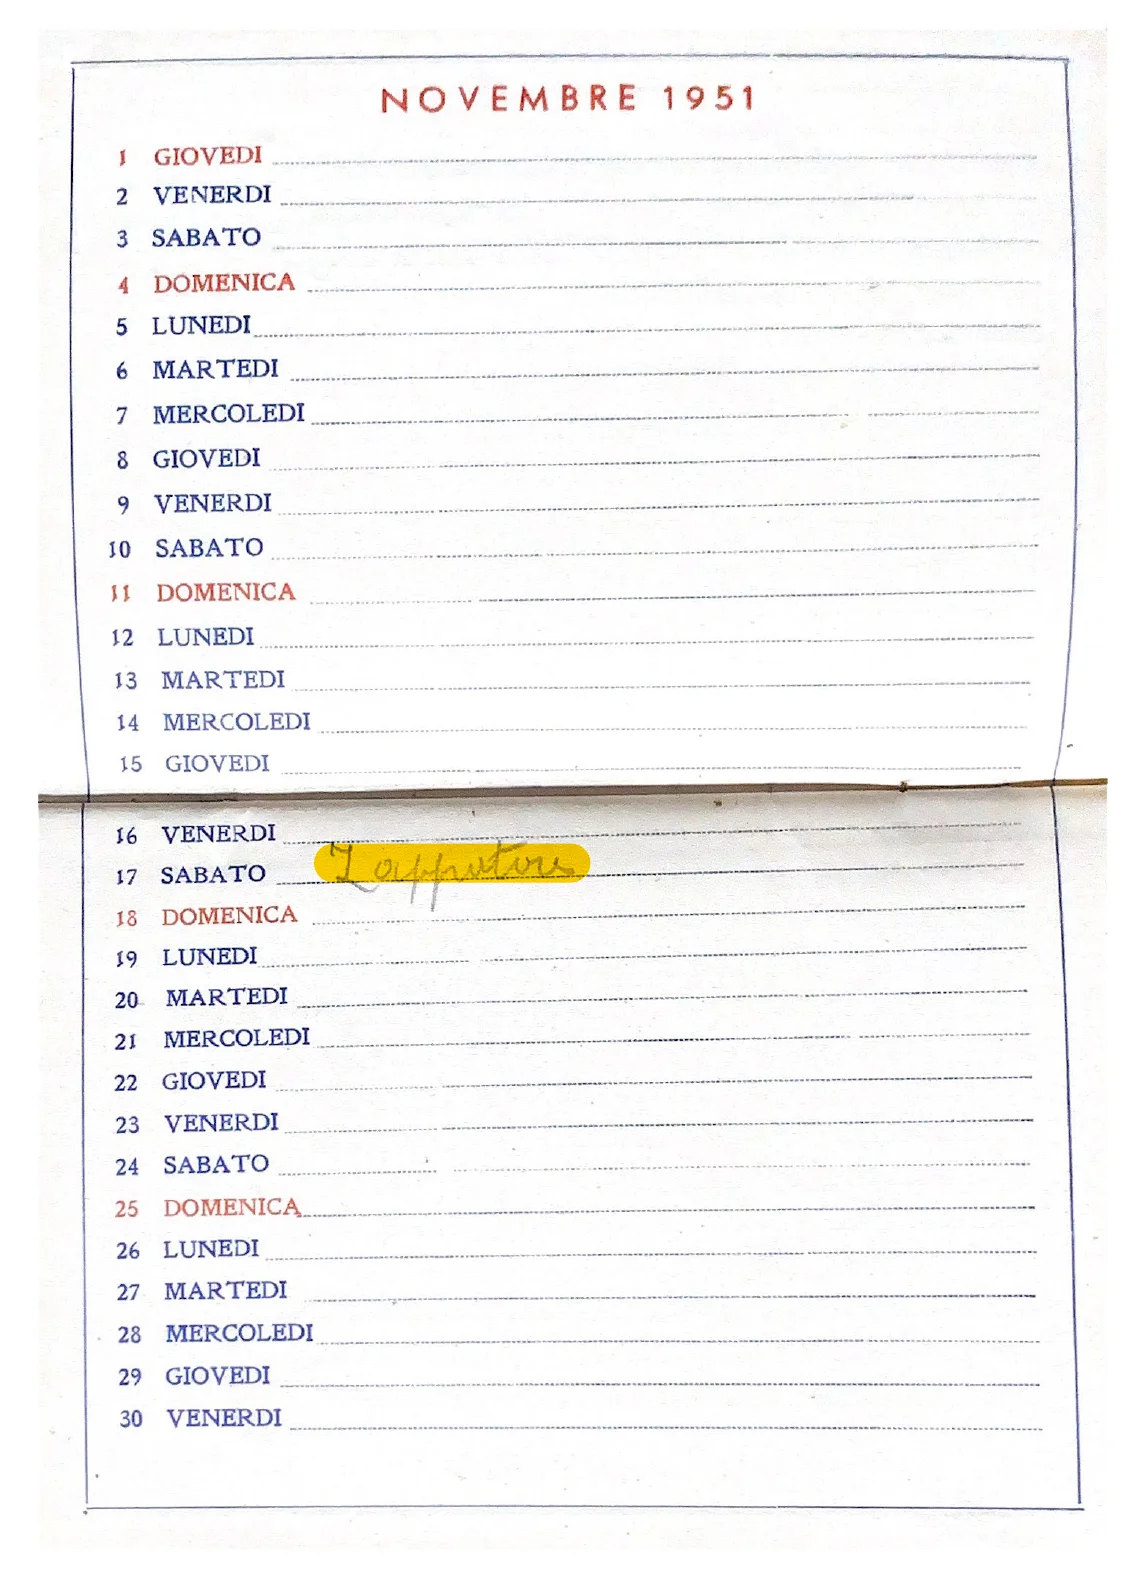 NOVEMBRE 1951
1 GIOVEDI
2 VENERDI
3 SABATO
4 DOMENICA
5 LUNEDI
6 MARTEDI
7 MERCOLEDI
8 GIOVEDI
9 VENERDI
10 SABATO
11 DOMENICA
12 LUNEDI
13 MARTEDI
14 MERCOLEDI
15 GIOVEDI
16 VENERDI
17 SABATO
18 DOMENICA
19 LUNEDI
20 MARTEDI
21 MERCOLEDI
22 GIOVEDI
23 VENERDI
24 SABATO
25 DOMENICA
26 LUNEDI
27 MARTEDI
28 MERCOLEDI
29 GIOVEDI
30 VENERDI